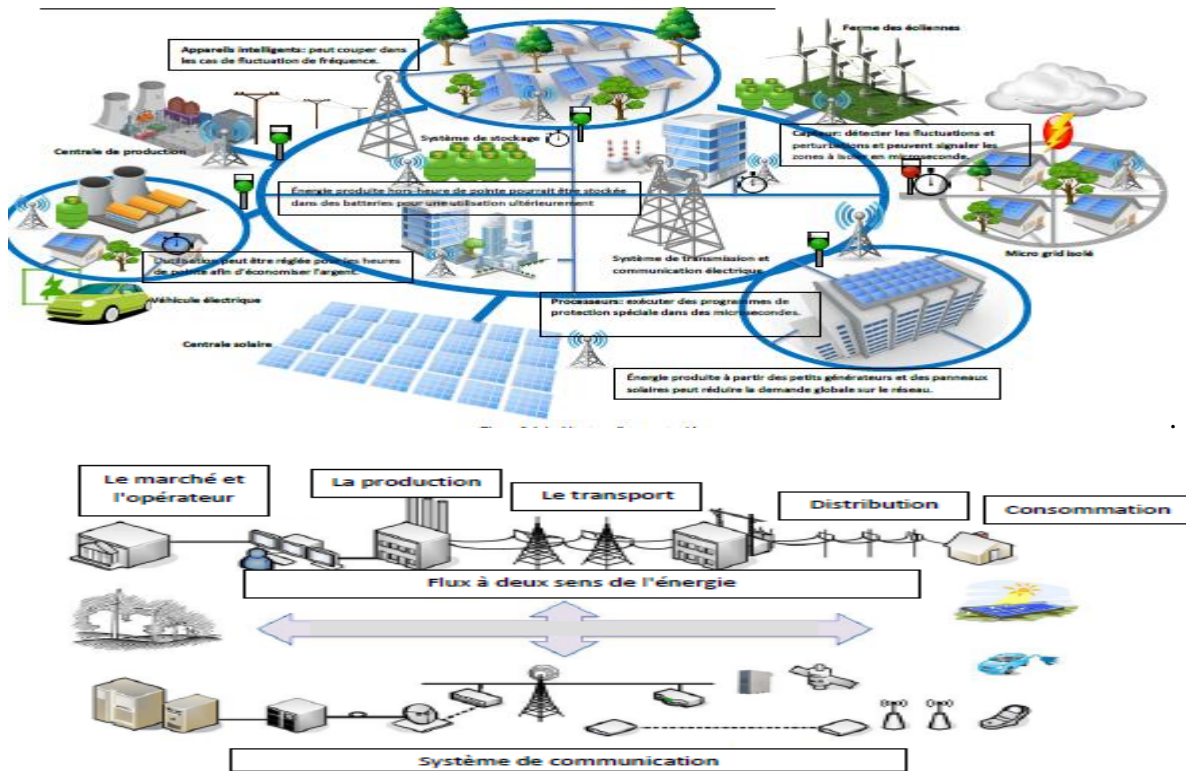 Ferme des éoliennes
Appareils intelligents: peut couper dans
les cas de fluctuation de fréquence.
Système de stockage
Capteur: détecter les fluctuations et
perturbations et peuvent signaler les
zones à isoler en microseconde.
Centrale de production
Énergie produite hors-heure de pointe pourrait être stockée
dans des batteries pour une utilisation ultérieurement
L'utilisation peut être réglée pour les heures
de pointe afin d'économiser l'argent.
Système de transmission et
communication électrique
Micro grid isolé
Véhicule électrique
Processeurs: exécuter des programmes de
protection spéciale dans des microsecondes.
Centrale solaire
Énergie produite à partir des petits générateurs et des panneaux
solaires peut réduire la demande globale sur le réseau.
.
Le marché et
l'opérateur
La production
Le transport
Distribution
Consommation
Flux à deux sens de l'énergie
Système de communication